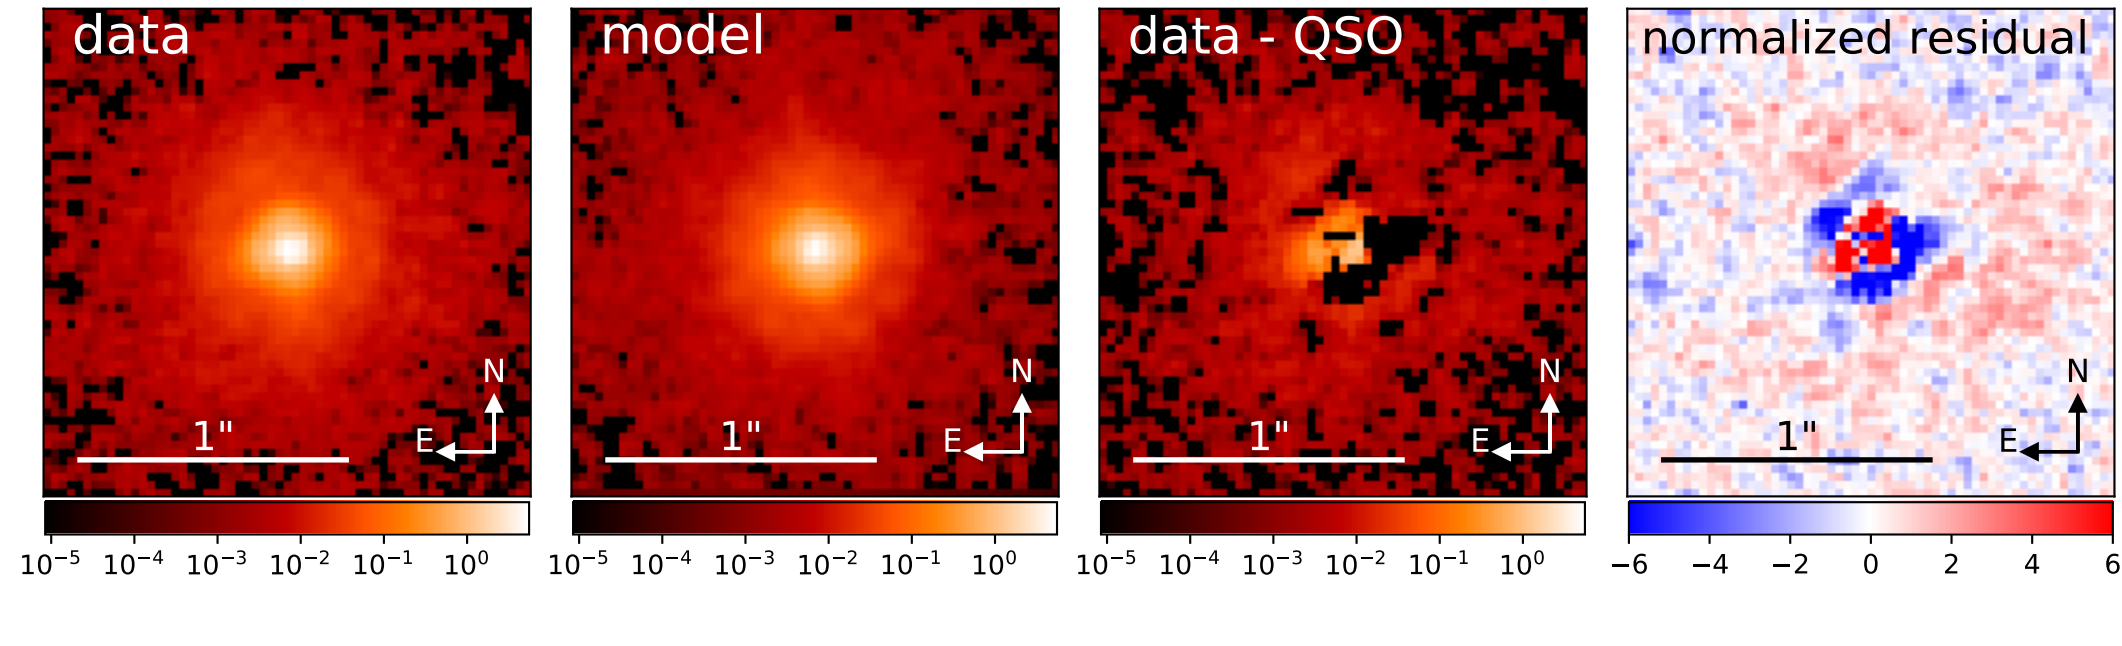 data model data - QSO normalized residual
N N N N
E E E E
1" 1" 1" 1"
10⁻⁵ 10⁻⁴ 10⁻³ 10⁻² 10⁻¹ 10⁰ 10⁻⁵ 10⁻⁴ 10⁻³ 10⁻² 10⁻¹ 10⁰ 10⁻⁵ 10⁻⁴ 10⁻³ 10⁻² 10⁻¹ 10⁰ −6 −4 −2 0 2 4 6